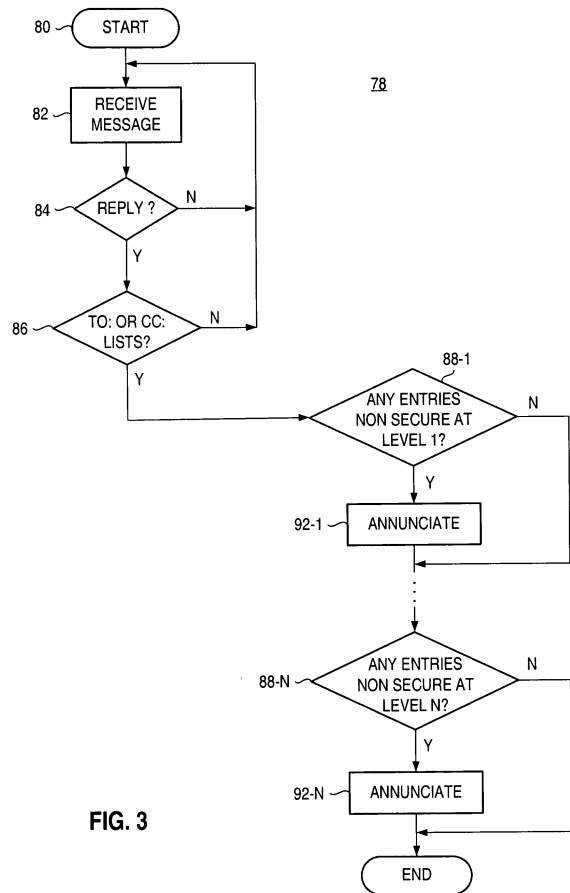 80
START
78
82
RECEIVE
MESSAGE
84
REPLY ?
N
Y
86
TO: OR CC:
LISTS?
N
Y
88-1
ANY ENTRIES
NON SECURE AT
LEVEL 1?
N
Y
92-1
ANNUNCIATE
88-N
ANY ENTRIES
NON SECURE AT
LEVEL N?
N
Y
92-N
ANNUNCIATE
FIG. 3
END